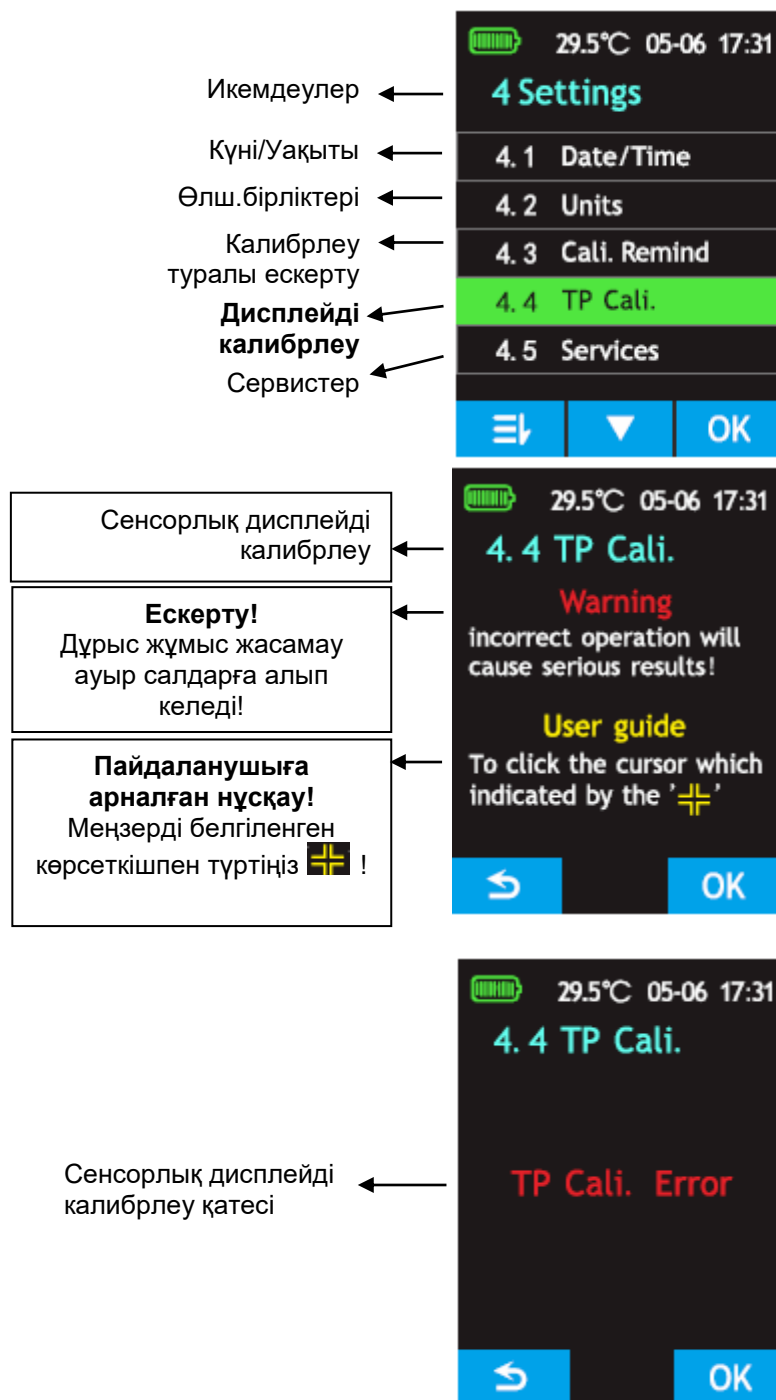 29.5℃ 05-06 17:31
Икемдеулер
4 Settings
Күні/Уақыты
4. 1 Date/Time
Өлш.бірліктері
4. 2 Units
Калибрлеу
туралы ескерту
4. 3 Cali. Remind
Дисплейді
калибрлеу
4. 4 TP Cali.
Сервистер
4. 5 Services
OK
29.5℃ 05-06 17:31
Сенсорлық дисплейді
калибрлеу
4. 4 TP Cali.
Ескерту!
Дұрыс жұмыс жасамау
ауыр салдарға алып
келеді!
Warning
incorrect operation will
cause serious results!
Пайдаланушыға
арналған нұсқау!
Меңзерді белгіленген
көрсеткішпен түртіңіз !
User guide
To click the cursor which
indicated by the ' '
OK
29.5℃ 05-06 17:31
4. 4 TP Cali.
Сенсорлық дисплейді
калибрлеу қатесі
TP Cali. Error
OK